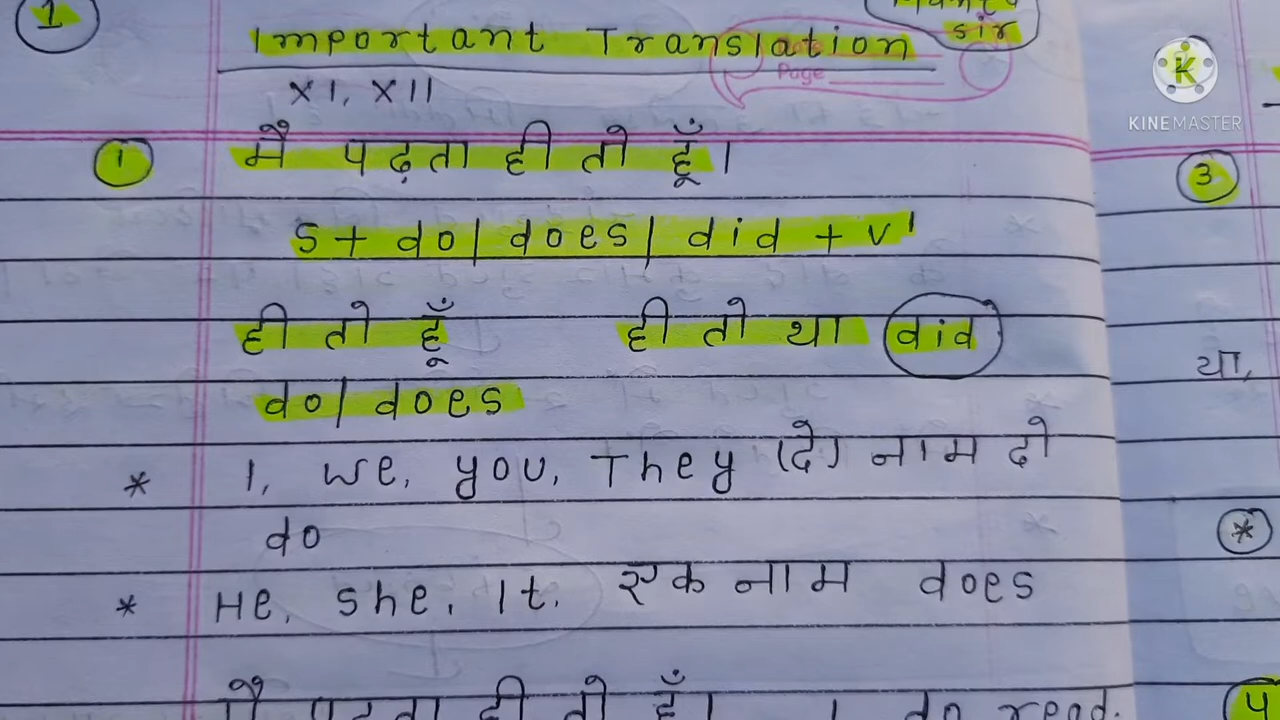 1
sir
Important Translation
Page
XI, XII
K
KINEMASTER
1 मै पढ़ता ही तो हूँ।
3
S + do / does / did + v¹
ही तो हूँ ही तो था did
do / does
था,
* I, we, you, They (दे) नाम दो
do
*
* He, she, It, एक नाम does
मै पढ़ता ही तो हूँ। I do read.
4